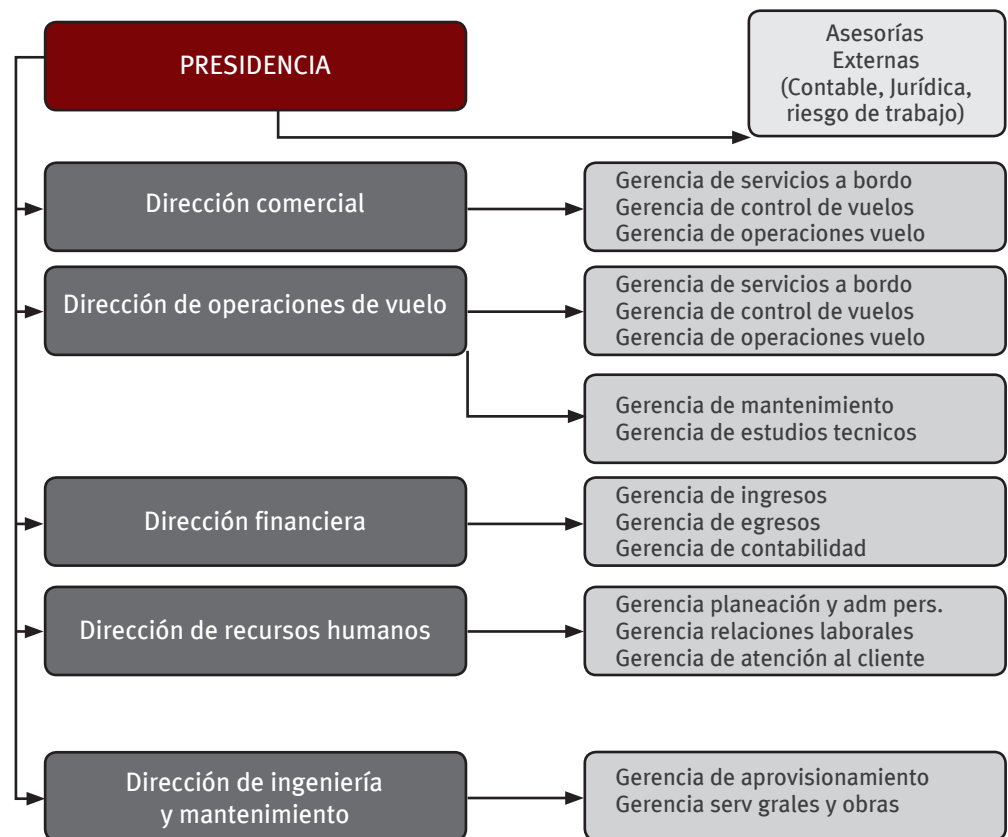 PRESIDENCIA
Asesorías
Externas
(Contable, Jurídica,
riesgo de trabajo)
Dirección comercial
Gerencia de servicios a bordo
Gerencia de control de vuelos
Gerencia de operaciones vuelo
Dirección de operaciones de vuelo
Gerencia de servicios a bordo
Gerencia de control de vuelos
Gerencia de operaciones vuelo
Gerencia de mantenimiento
Gerencia de estudios tecnicos
Dirección financiera
Gerencia de ingresos
Gerencia de egresos
Gerencia de contabilidad
Dirección de recursos humanos
Gerencia planeación y adm pers.
Gerencia relaciones laborales
Gerencia de atención al cliente
Dirección de ingeniería
y mantenimiento
Gerencia de aprovisionamiento
Gerencia serv grales y obras